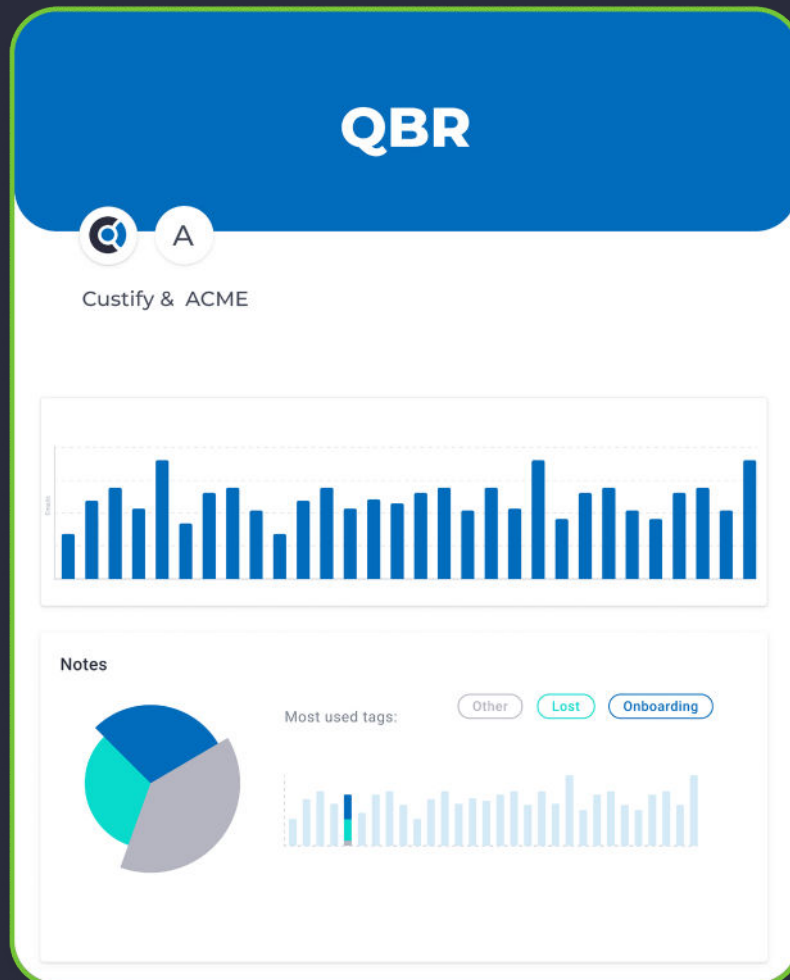 QBR
A
Custify & ACME
Notes
Most used tags:
Other
Lost
Onboarding